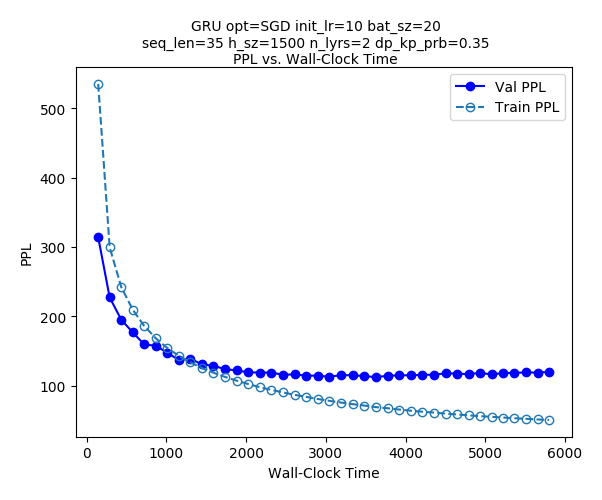 GRU opt=SGD init_lr=10 bat_sz=20
seq_len=35 h_sz=1500 n_lyrs=2 dp_kp_prb=0.35
PPL vs. Wall-Clock Time
Val PPL
Train PPL
PPL
500
400
300
200
100
0 1000 2000 3000 4000 5000 6000
Wall-Clock Time